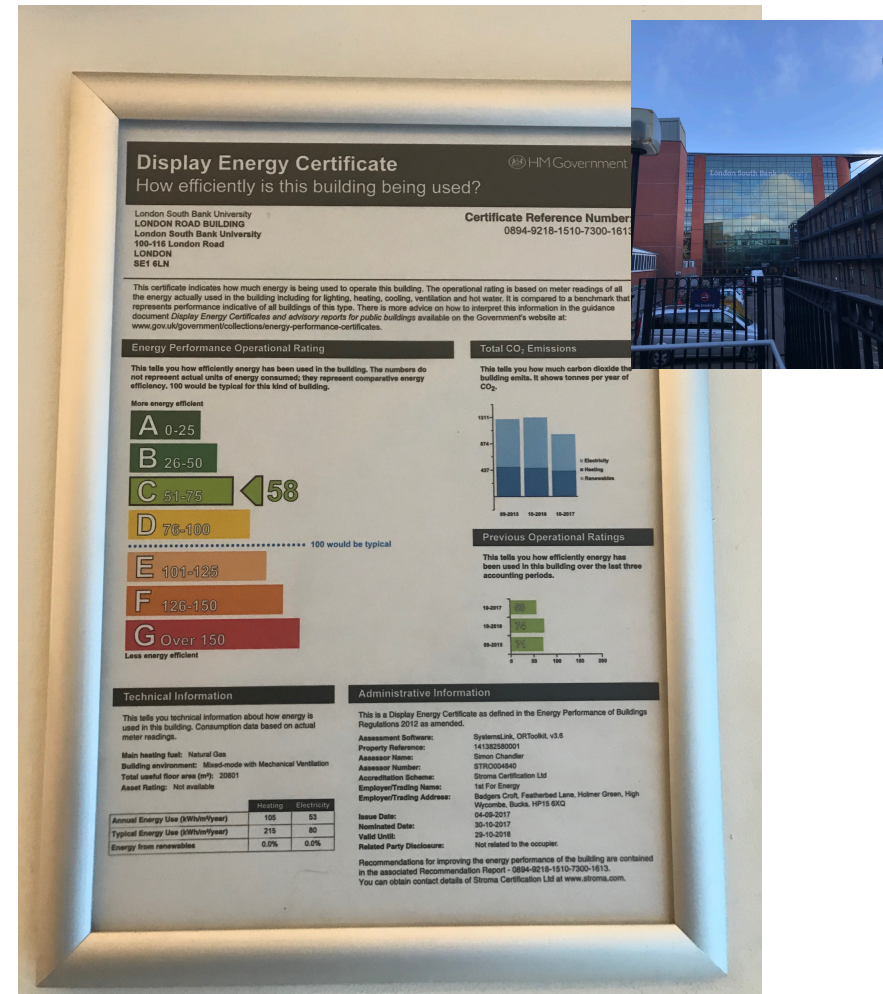 Display Energy Certificate
HM Government
How efficiently is this building being used?
London South Bank University
LONDON ROAD BUILDING
London South Bank University
100-116 London Road
LONDON
SE1 6LN
Certificate Reference Number:
0894-9218-1510-7300-1613
This certificate indicates how much energy is being used to operate this building. The operational rating is based on meter readings of all
the energy actually used in the building including for lighting, heating, cooling, ventilation and hot water. It is compared to a benchmark that
represents performance indicative of all buildings of this type. There is more advice on how to interpret this information in the guidance
document Display Energy Certificates and advisory reports for public buildings available on the Government's website at:
www.gov.uk/government/collections/energy-performance-certificates.
Energy Performance Operational Rating
This tells you how efficiently energy has been used in the building. The numbers do
not represent actual units of energy consumed; they represent comparative energy
efficiency. 100 would be typical for this kind of building.
More energy efficient
A 0-25
B 26-50
C 51-75
58
D 76-100
100 would be typical
E 101-125
F 126-150
G Over 150
Less energy efficient
Total CO2 Emissions
This tells you how much carbon dioxide the
building emits. It shows tonnes per year of
CO2.
1311
874
437
Electricity
Heating
Renewables
09-2015 10-2016 10-2017
Previous Operational Ratings
This tells you how efficiently energy has
been used in this building over the last three
accounting periods.
10-2017
10-2016
09-2015
0 50 100 150 200
Technical Information
This tells you technical information about how energy is
used in this building. Consumption data based on actual
meter readings.
Main heating fuel: Natural Gas
Building environment: Mixed-mode with Mechanical Ventilation
Total useful floor area (m²): 20801
Asset Rating: Not available
Heating Electricity
Annual Energy Use (kWh/m²/year) 105 53
Typical Energy Use (kWh/m²/year) 215 80
Energy from renewables 0.0% 0.0%
Administrative Information
This is a Display Energy Certificate as defined in the Energy Performance of Buildings
Regulations 2012 as amended.
Assessment Software: SystemsLink, ORToolkit, v3.6
Property Reference: 141382580001
Assessor Name: Simon Chandler
Assessor Number: STRO004840
Accreditation Scheme: Stroma Certification Ltd
Employer/Trading Name: 1st For Energy
Employer/Trading Address: Badgers Croft, Featherbed Lane, Holmer Green, High
Wycombe, Bucks, HP15 6XQ
Issue Date: 04-09-2017
Nominated Date: 30-10-2017
Valid Until: 29-10-2018
Related Party Disclosure: Not related to the occupier.
Recommendations for improving the energy performance of the building are contained
in the associated Recommendation Report - 0894-9218-1510-7300-1613.
You can obtain contact details of Stroma Certification Ltd at www.stroma.com.
London South Bank